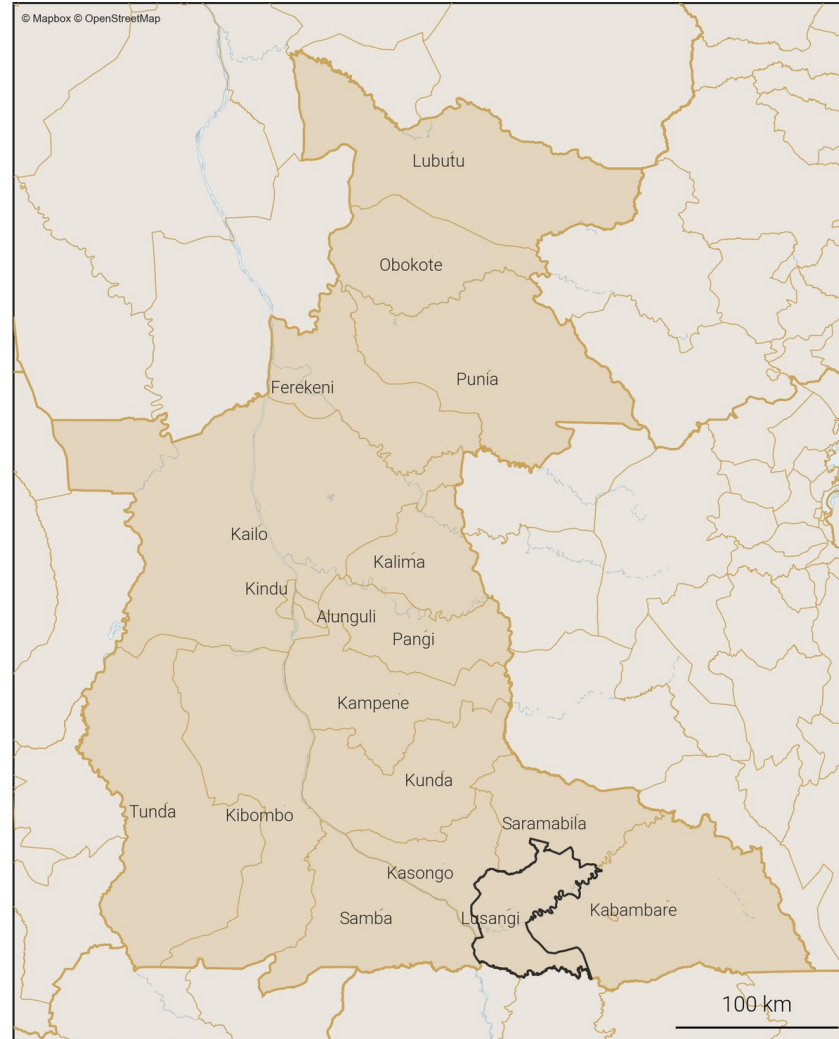 © Mapbox © OpenStreetMap
Lubutu
Obokote
Punia
Ferekeni
Kailo
Kalima
Kindu
Alunguli
Pangi
Kampene
Kunda
Tunda
Kibombo
Saramabila
Kasongo
Samba
Lusangi
Kabambare
100 km